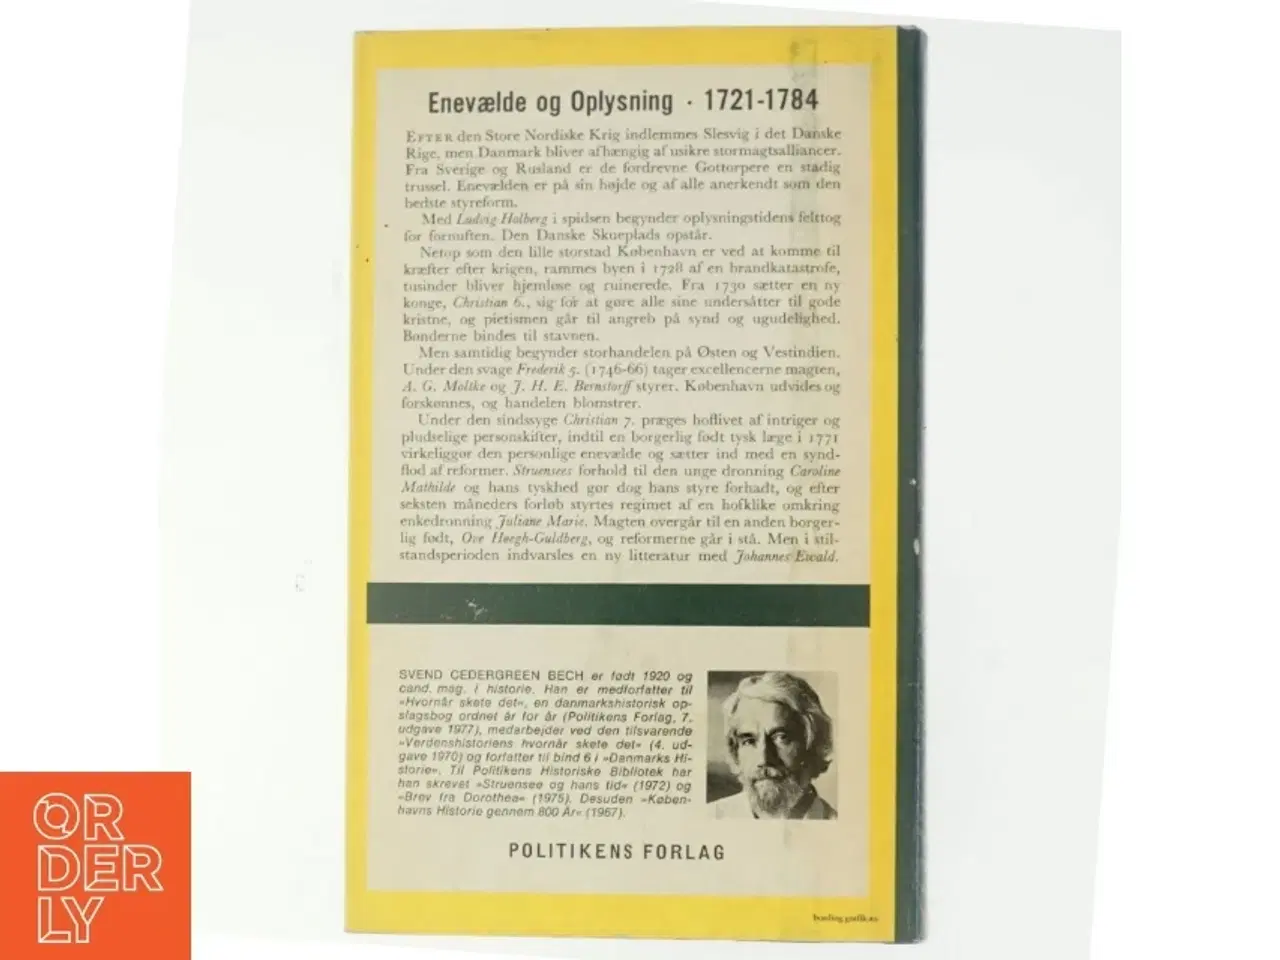 Enevælde og Oplysning · 1721-1784
EFTER den Store Nordiske Krig indlemmes Slesvig i det Danske
Rige, men Danmark bliver afhængig af usikre stormagtsalliancer.
Fra Sverige og Rusland er de fordrevne Gottorpere en stadig
trussel. Enevælden er på sin højde og af alle anerkendt som den
bedste styreform.
Med Ludvig Holberg i spidsen begynder oplysningstidens felttog
for fornuften. Den Danske Skueplads opstår.
Netop som den lille storstad København er ved at komme til
kræfter efter krigen, rammes byen i 1728 af en brandkatastrofe,
tusinder bliver hjemløse og ruinerede. Fra 1730 sætter en ny
konge, Christian 6., sig for at gøre alle sine undersåtter til gode
kristne, og pietismen går til angreb på synd og ugudelighed.
Bønderne bindes til stavnen.
Men samtidig begynder storhandelen på Østen og Vestindien.
Under den svage Frederik 5. (1746-66) tager excellencerne magten,
A. G. Moltke og J. H. E. Bernstorff styrer. København udvides og
forskønnes, og handelen blomstrer.
Under den sindssyge Christian 7. præges hoflivet af intriger og
pludselige personskifter, indtil en borgerlig født tysk læge i 1771
virkeliggør den personlige enevælde og sætter ind med en synd-
flod af reformer. Struensees forhold til den unge dronning Caroline
Mathilde og hans tyskhed gør dog hans styre forhadt, og efter
seksten måneders forløb styrtes regimet af en hofklike omkring
enkedronning Juliane Marie. Magten overgår til en anden borger-
lig født, Ove Høegh-Guldberg, og reformerne går i stå. Men i stil-
standsperioden indvarsles en ny litteratur med Johannes Ewald.
SVEND CEDERGREEN BECH er født 1920 og
cand. mag. i historie. Han er medforfatter til
»Hvornår skete det«, en danmarkshistorisk op-
slagsbog ordnet år for år (Politikens Forlag, 7.
udgave 1977), medarbejder ved den tilsvarende
»Verdenshistoriens hvornår skete det« (4. ud-
gave 1970) og forfatter til bind 6 i »Danmarks Hi-
storie«. Til Politikens Historiske Bibliotek har
han skrevet »Struensee og hans tid« (1972) og
»Brev fra Dorothea« (1975). Desuden »Køben-
havns Historie gennem 800 År« (1967).
POLITIKENS FORLAG
OR
DER
LY